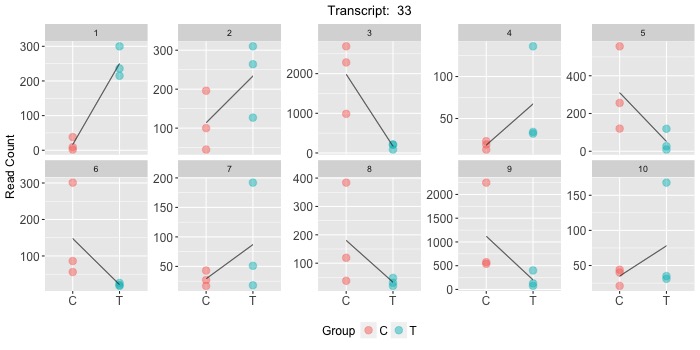 Transcript: 33
1 2 3 4 5
300 200 100 0
300 200 100
2000 1000 0
100 50
400 200 0
Read Count
6 7 8 9 10
300 200 100
200 150 100 50
400 300 200 100
2000 1500 1000 500 0
150 100 50
C T C T C T C T C T
Group C T